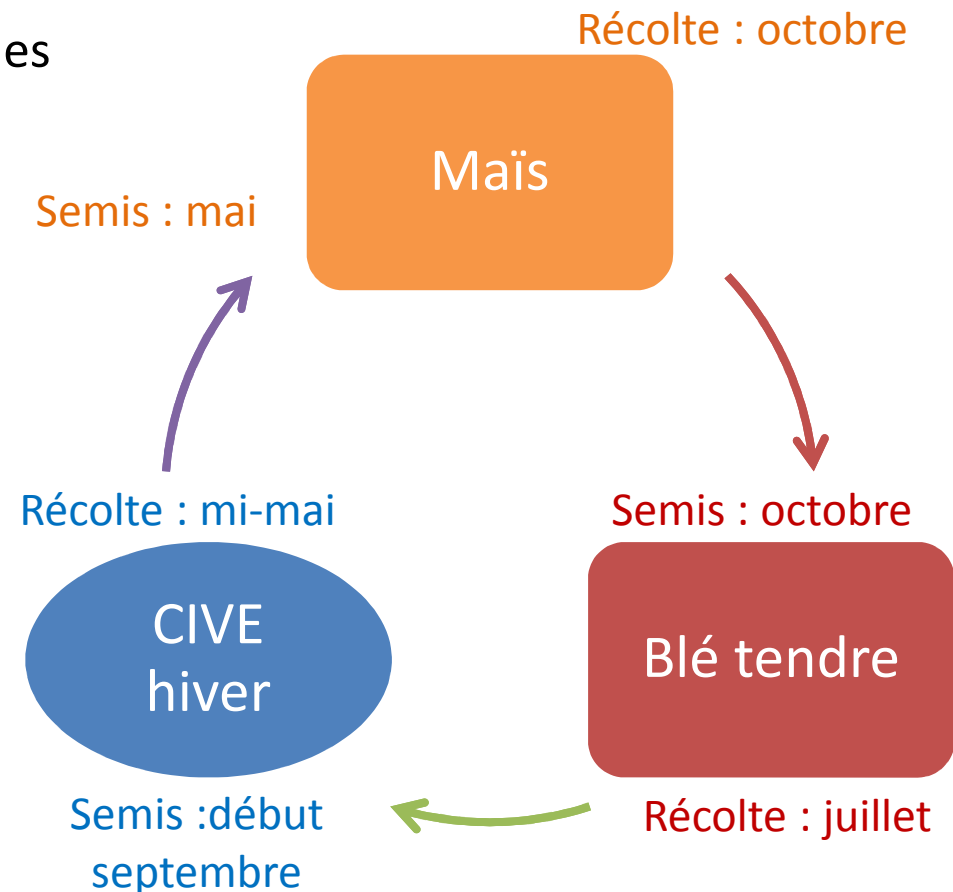 es
Récolte : octobre
Maïs
Semis : mai
Récolte : mi-mai
Semis : octobre
CIVE
hiver
Blé tendre
Semis :début
septembre
Récolte : juillet